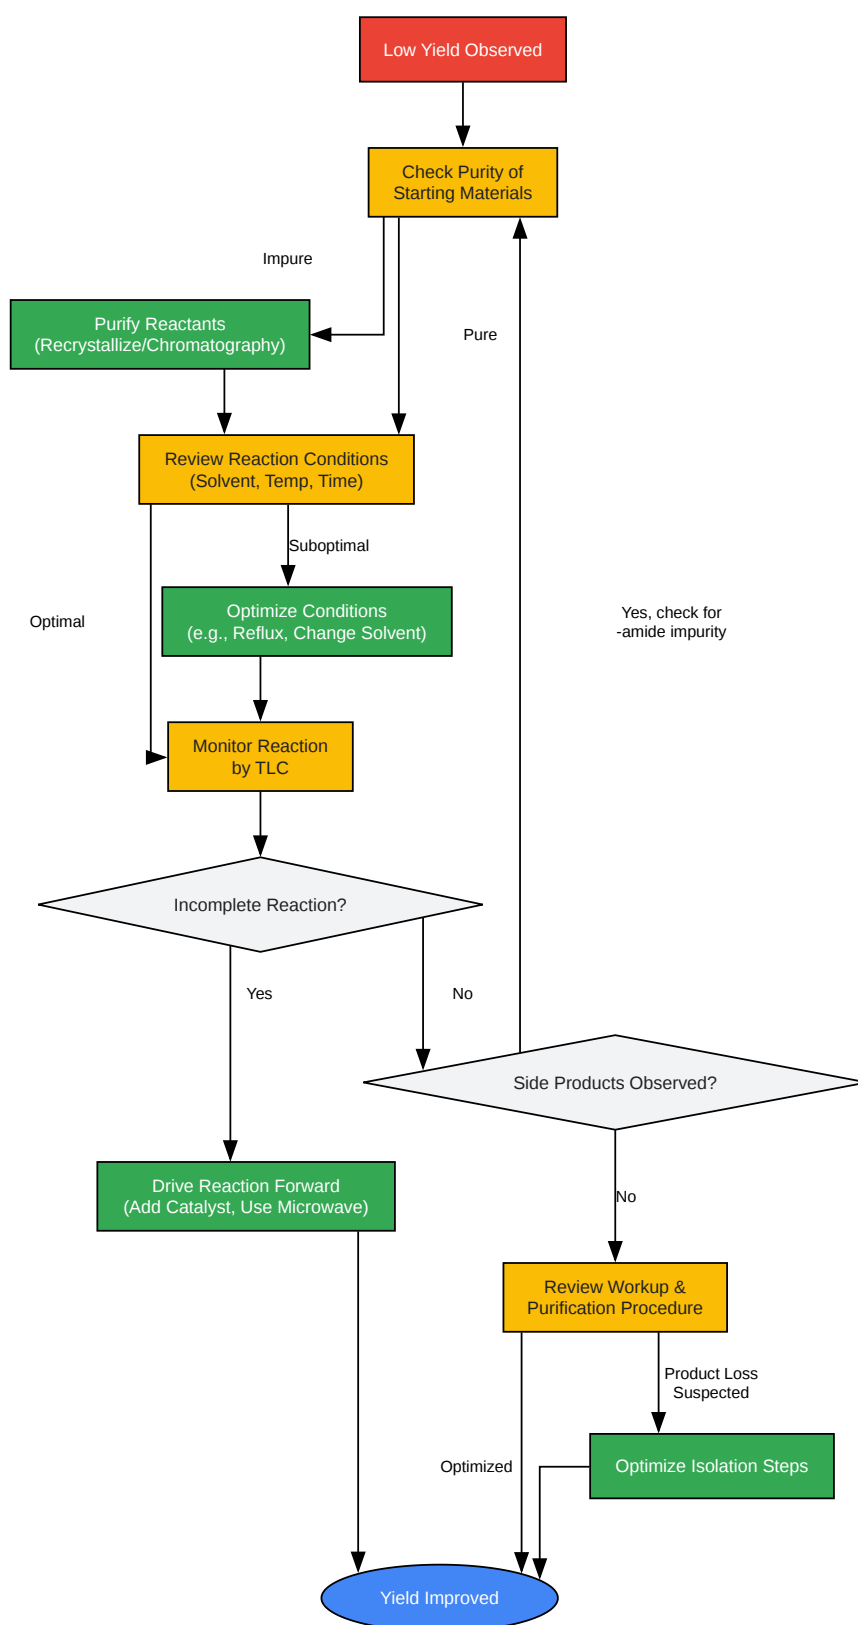 Low Yield Observed
Check Purity of
Starting Materials
Impure
Purify Reactants
(Recrystallize/Chromatography)
Pure
Review Reaction Conditions
(Solvent, Temp, Time)
Suboptimal
Optimize Conditions
(e.g., Reflux, Change Solvent)
Optimal
Yes, check for
-amide impurity
Monitor Reaction
by TLC
Incomplete Reaction?
Yes
No
Side Products Observed?
Drive Reaction Forward
(Add Catalyst, Use Microwave)
No
Review Workup &
Purification Procedure
Product Loss
Suspected
Optimized
Optimize Isolation Steps
Yield Improved